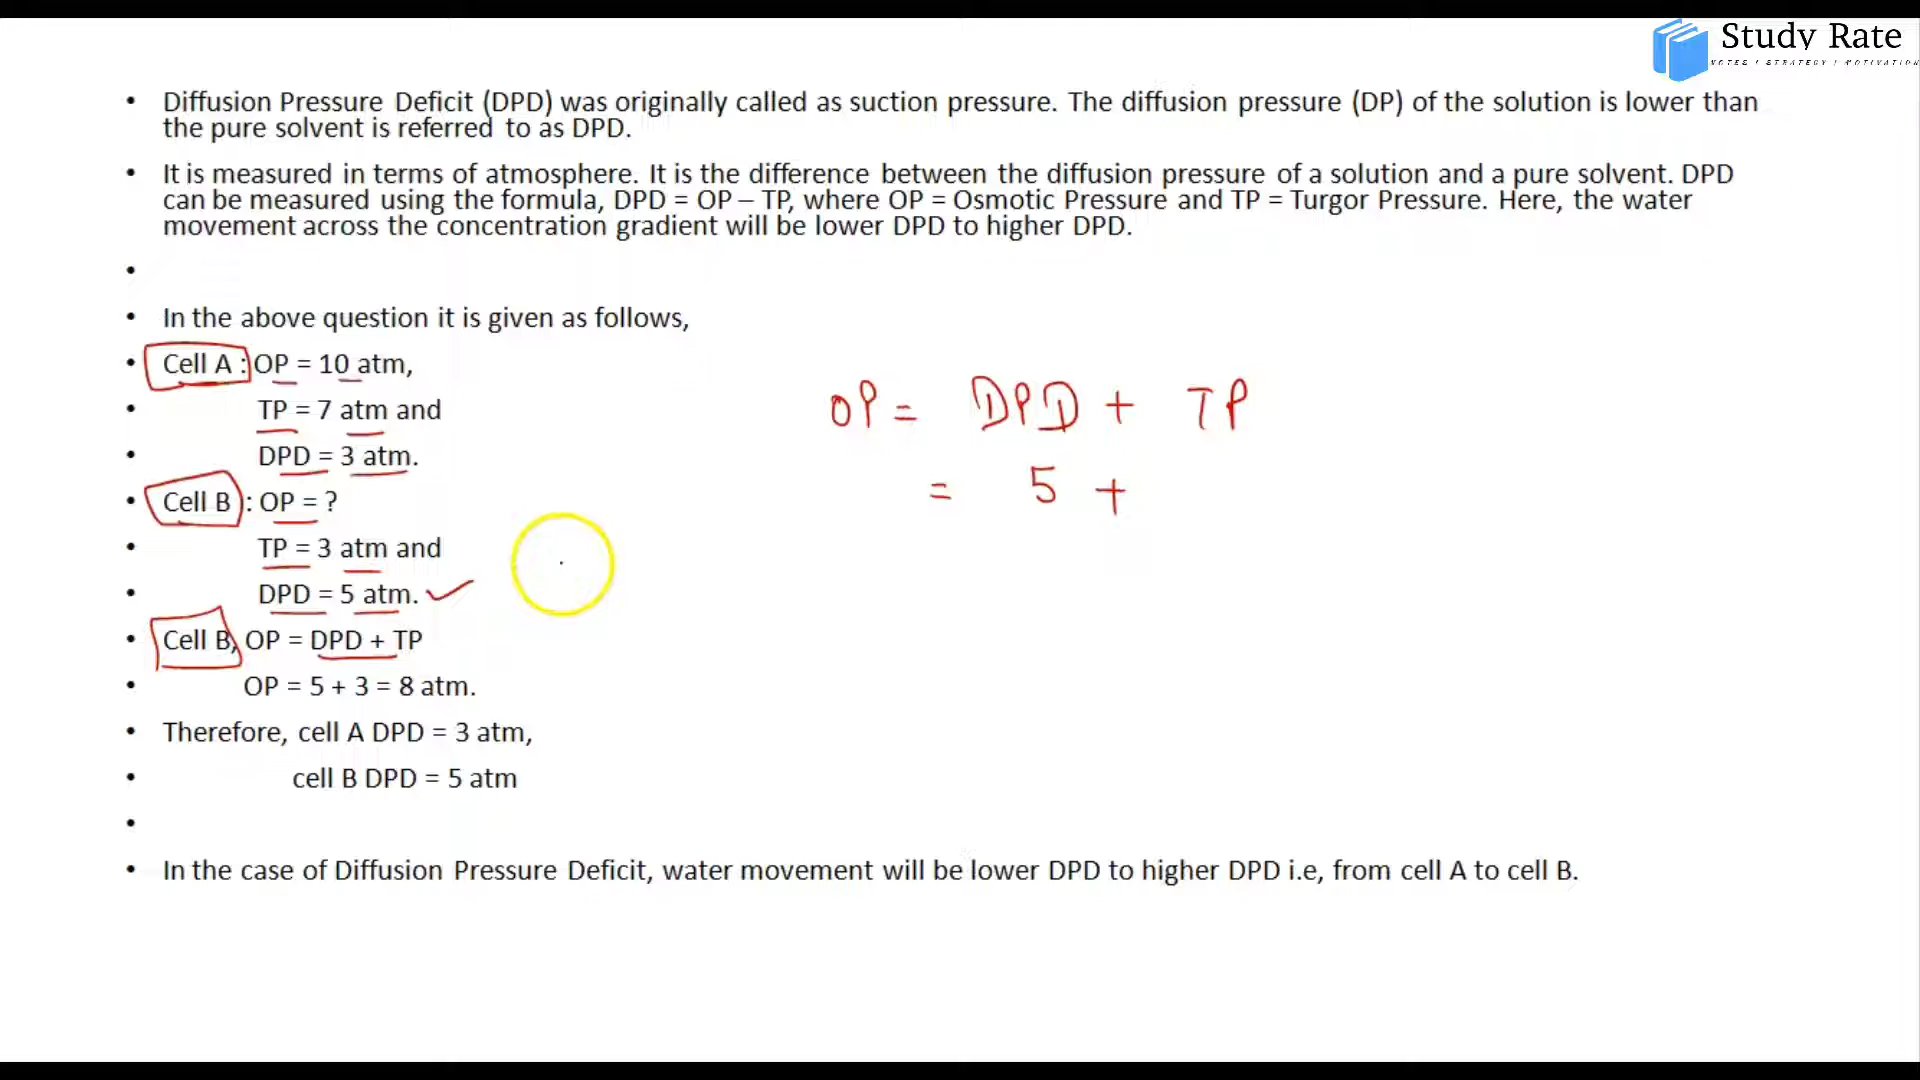 Study Rate
NOTES / STRATEGY / MOTIVATION
• Diffusion Pressure Deficit (DPD) was originally called as suction pressure. The diffusion pressure (DP) of the solution is lower than
the pure solvent is referred to as DPD.
• It is measured in terms of atmosphere. It is the difference between the diffusion pressure of a solution and a pure solvent. DPD
can be measured using the formula, DPD = OP – TP, where OP = Osmotic Pressure and TP = Turgor Pressure. Here, the water
movement across the concentration gradient will be lower DPD to higher DPD.
•
• In the above question it is given as follows,
• Cell A : OP = 10 atm,
• TP = 7 atm and
• DPD = 3 atm.
• Cell B : OP = ?
• TP = 3 atm and
• DPD = 5 atm.
• Cell B, OP = DPD + TP
• OP = 5 + 3 = 8 atm.
• Therefore, cell A DPD = 3 atm,
• cell B DPD = 5 atm
•
• In the case of Diffusion Pressure Deficit, water movement will be lower DPD to higher DPD i.e, from cell A to cell B.
OP = DPD + TP
= 5 +